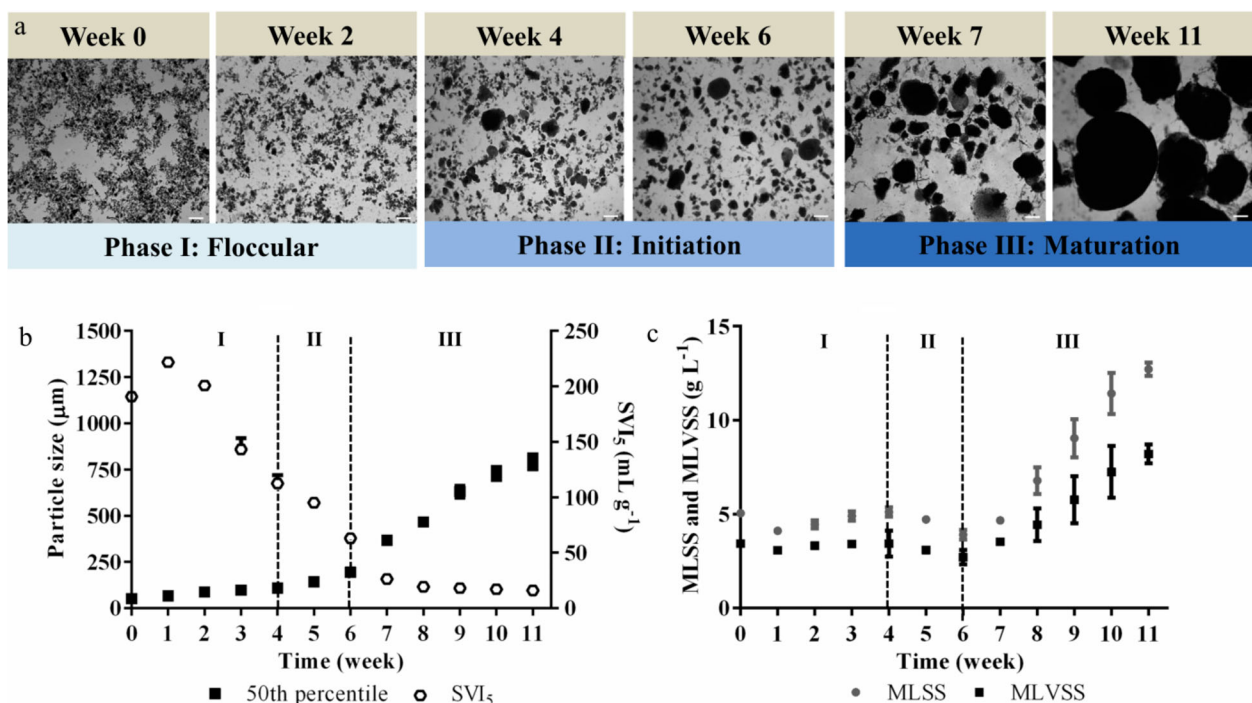 a
Week 0 Week 2 Week 4 Week 6 Week 7 Week 11
Phase I: Floccular Phase II: Initiation Phase III: Maturation
b
I II III
1500
1250
1000
750
500
250
0
Particle size (µm)
250
200
150
100
50
0
SVI₅ (mL g⁻¹)
0 1 2 3 4 5 6 7 8 9 10 11
Time (week)
50th percentile SVI₅
c
I II III
15
10
5
0
MLSS and MLVSS (g L⁻¹)
0 1 2 3 4 5 6 7 8 9 10 11
Time (week)
MLSS MLVSS